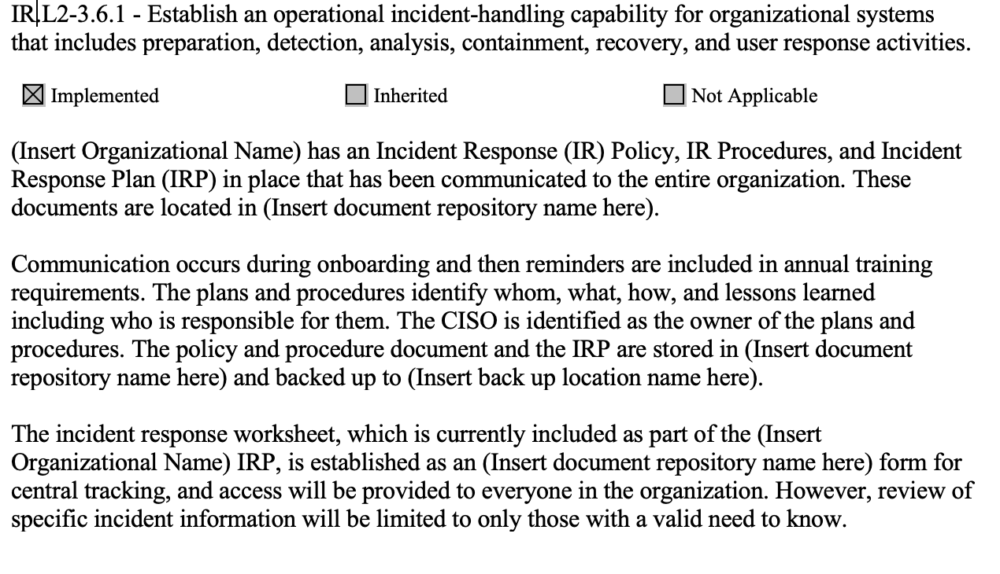 IR.L2-3.6.1 - Establish an operational incident-handling capability for organizational systems
that includes preparation, detection, analysis, containment, recovery, and user response activities.
Implemented Inherited Not Applicable
(Insert Organizational Name) has an Incident Response (IR) Policy, IR Procedures, and Incident
Response Plan (IRP) in place that has been communicated to the entire organization. These
documents are located in (Insert document repository name here).
Communication occurs during onboarding and then reminders are included in annual training
requirements. The plans and procedures identify whom, what, how, and lessons learned
including who is responsible for them. The CISO is identified as the owner of the plans and
procedures. The policy and procedure document and the IRP are stored in (Insert document
repository name here) and backed up to (Insert back up location name here).
The incident response worksheet, which is currently included as part of the (Insert
Organizational Name) IRP, is established as an (Insert document repository name here) form for
central tracking, and access will be provided to everyone in the organization. However, review of
specific incident information will be limited to only those with a valid need to know.